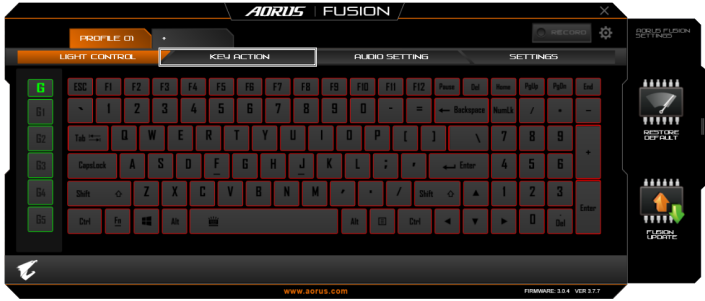 AORUS FUSION
PROFILE 01
RECORD
AORUS FUSION
SETTINGS
LIGHT CONTROL KEY ACTION AUDIO SETTING SETTINGS
G ESC F1 F2 F3 F4 F5 F6 F7 F8 F9 F10 F11 F12 Pause Del Home PgUp PgDn End
G1 ~ 1 2 3 4 5 6 7 8 9 0 - = ← Backspace NumLk / * -
G2 Tab Q W E R T Y U I O P [ ] \ 7 8 9 +
G3 CapsLock A S D F G H J K L ; ' Enter 4 5 6
G4 Shift Z X C V B N M , . / Shift ▲ 1 2 3 Enter
G5 Ctrl Fn Alt Alt Ctrl ◄ ▼ ► 0 Del
RESTORE
DEFAULT
FUSION
UPDATE
www.aorus.com
FIRMWARE: 3.0.4 VER 3.7.7